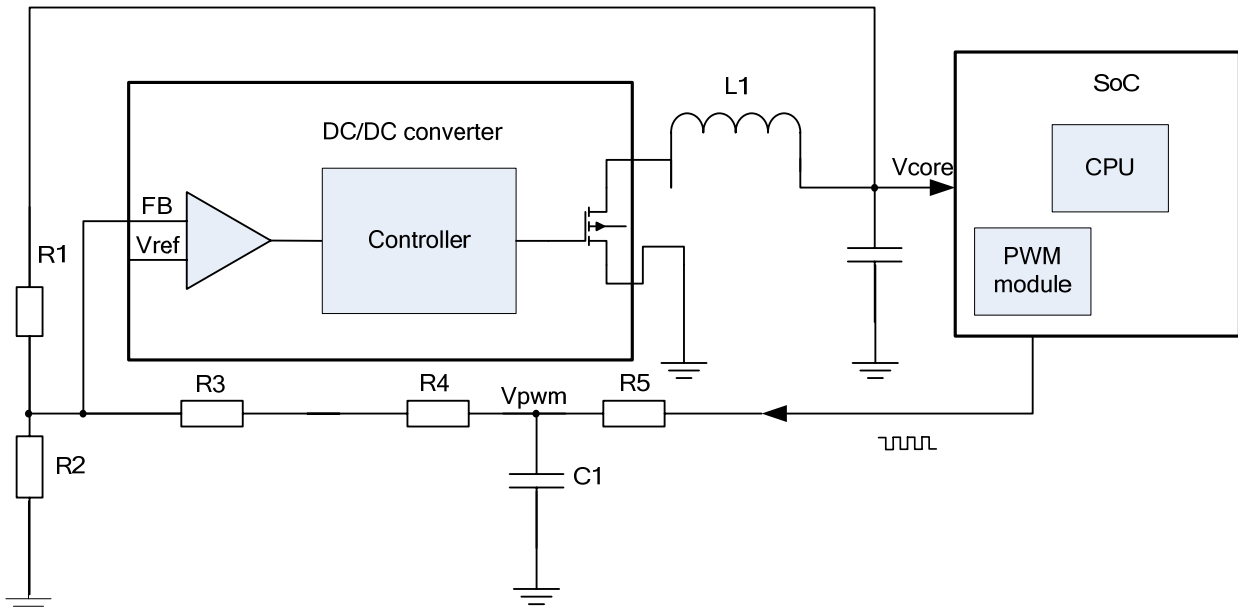 L1
SoC
DC/DC converter
CPU
Vcore
FB
Vref
Controller
R1
PWM
module
R3
R4
Vpwm
R5
R2
C1